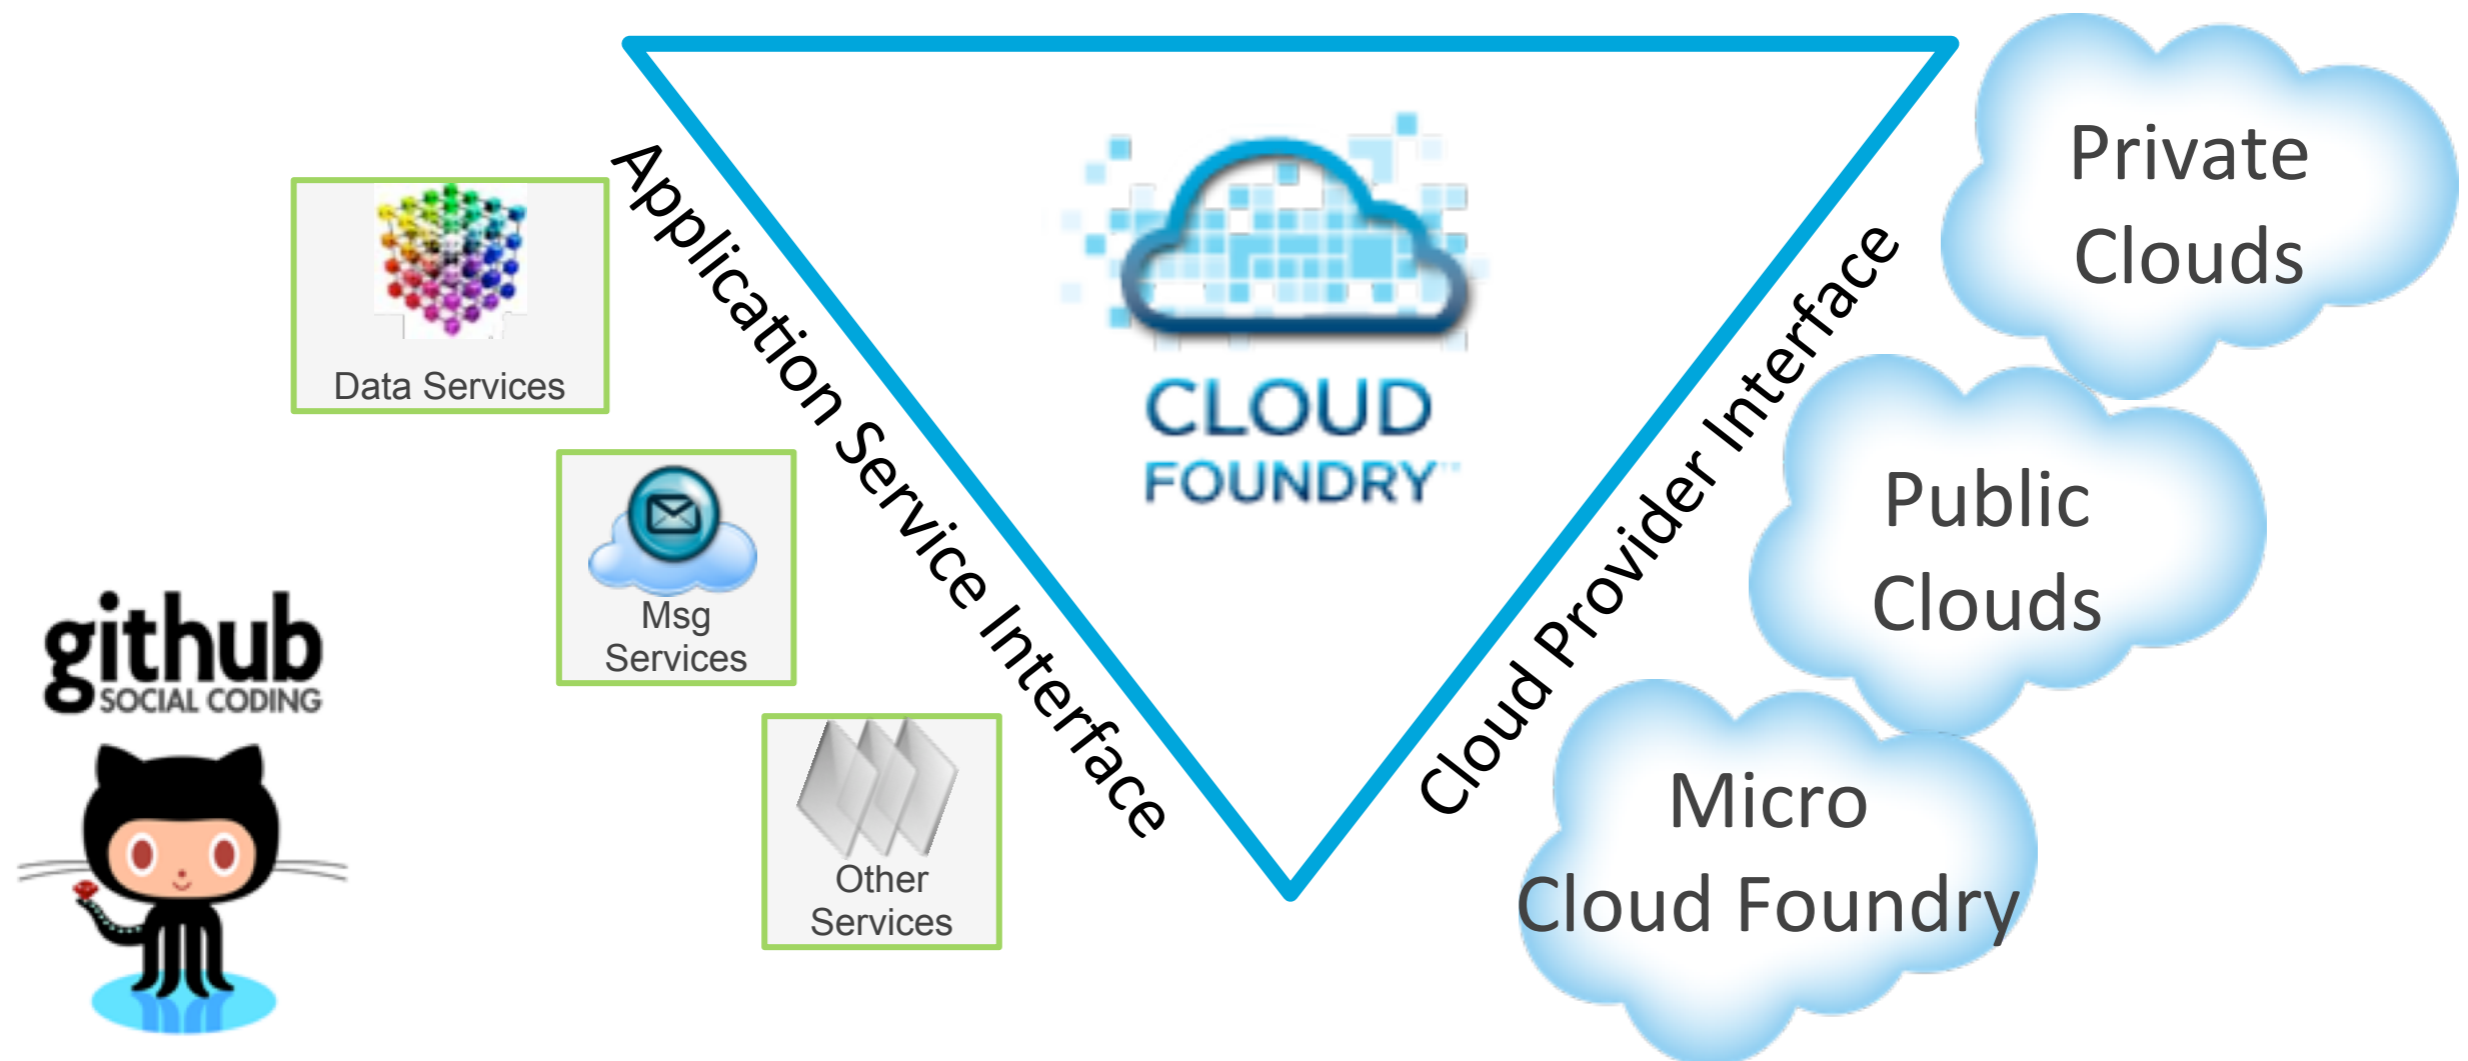 github
SOCIAL CODING
Data Services
Msg
Services
Other
Services
Application Service Interface
CLOUD
FOUNDRY™
Cloud Provider Interface
Private
Clouds
Public
Clouds
Micro
Cloud Foundry